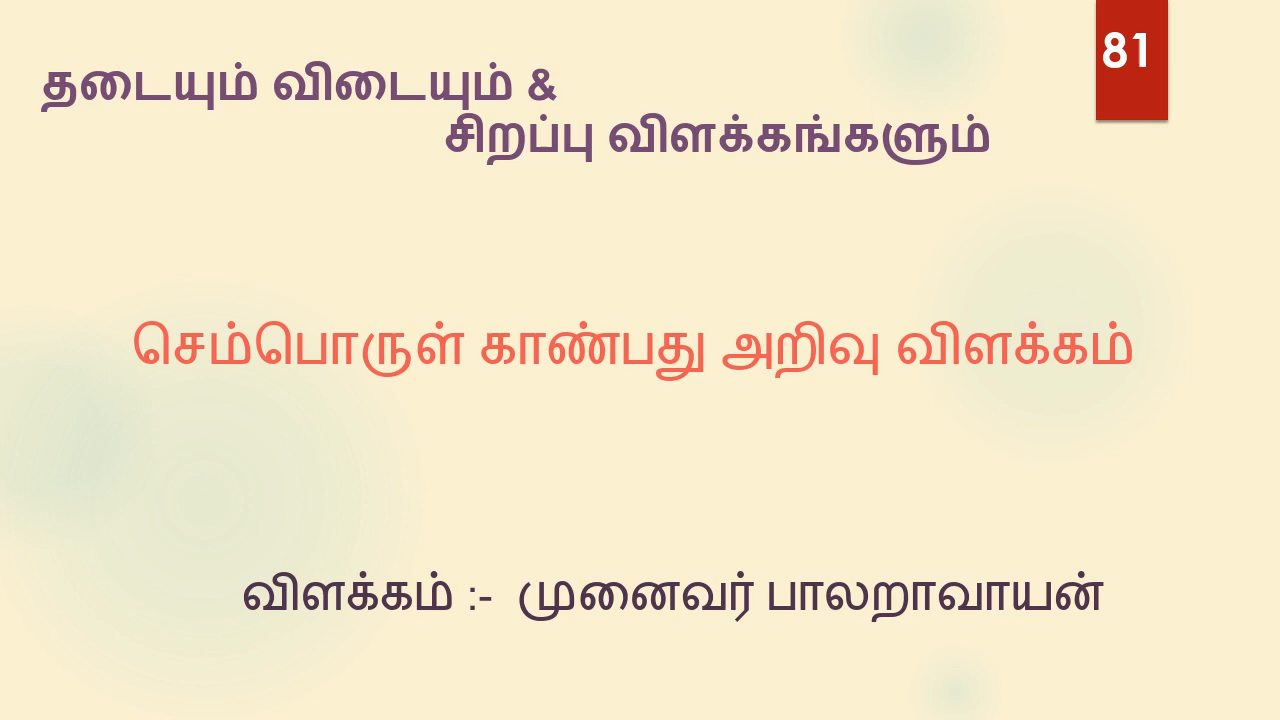 81
தடையும் விடையும் &
சிறப்பு விளக்கங்களும்
செம்பொருள் காண்பது அறிவு விளக்கம்
விளக்கம் :- முனைவர் பாலறாவாயன்